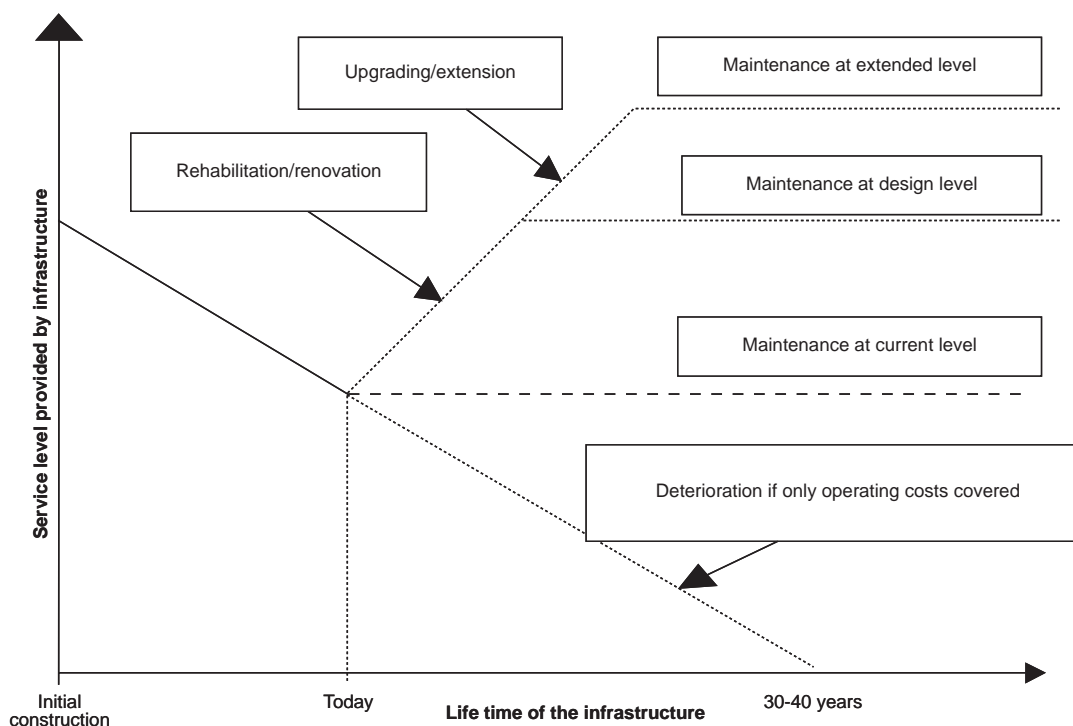 Upgrading/extension
Maintenance at extended level
Rehabilitation/renovation
Maintenance at design level
Maintenance at current level
Deterioration if only operating costs covered
Service level provided by infrastructure
Initial
construction
Today
30-40 years
Life time of the infrastructure